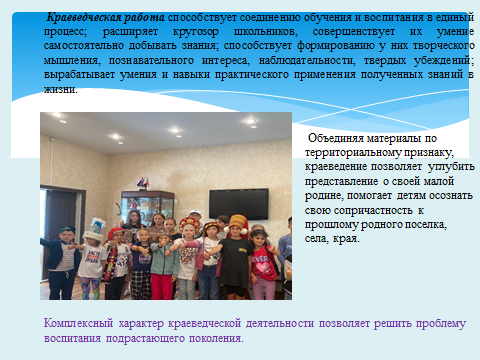 Краеведческая работа способствует соединению обучения и воспитания в единый
процесс; расширяет кругозор школьников, совершенствует их умение
самостоятельно добывать знания; способствует формированию у них творческого
мышления, познавательного интереса, наблюдательности, твердых убеждений;
вырабатывает умения и навыки практического применения полученных знаний в
жизни.
Объединяя материалы по
территориальному признаку,
краеведение позволяет углубить
представление о своей малой
родине, помогает детям осознать
свою сопричастность к
прошлому родного поселка,
села, края.
Комплексный характер краеведческой деятельности позволяет решить проблему
воспитания подрастающего поколения.